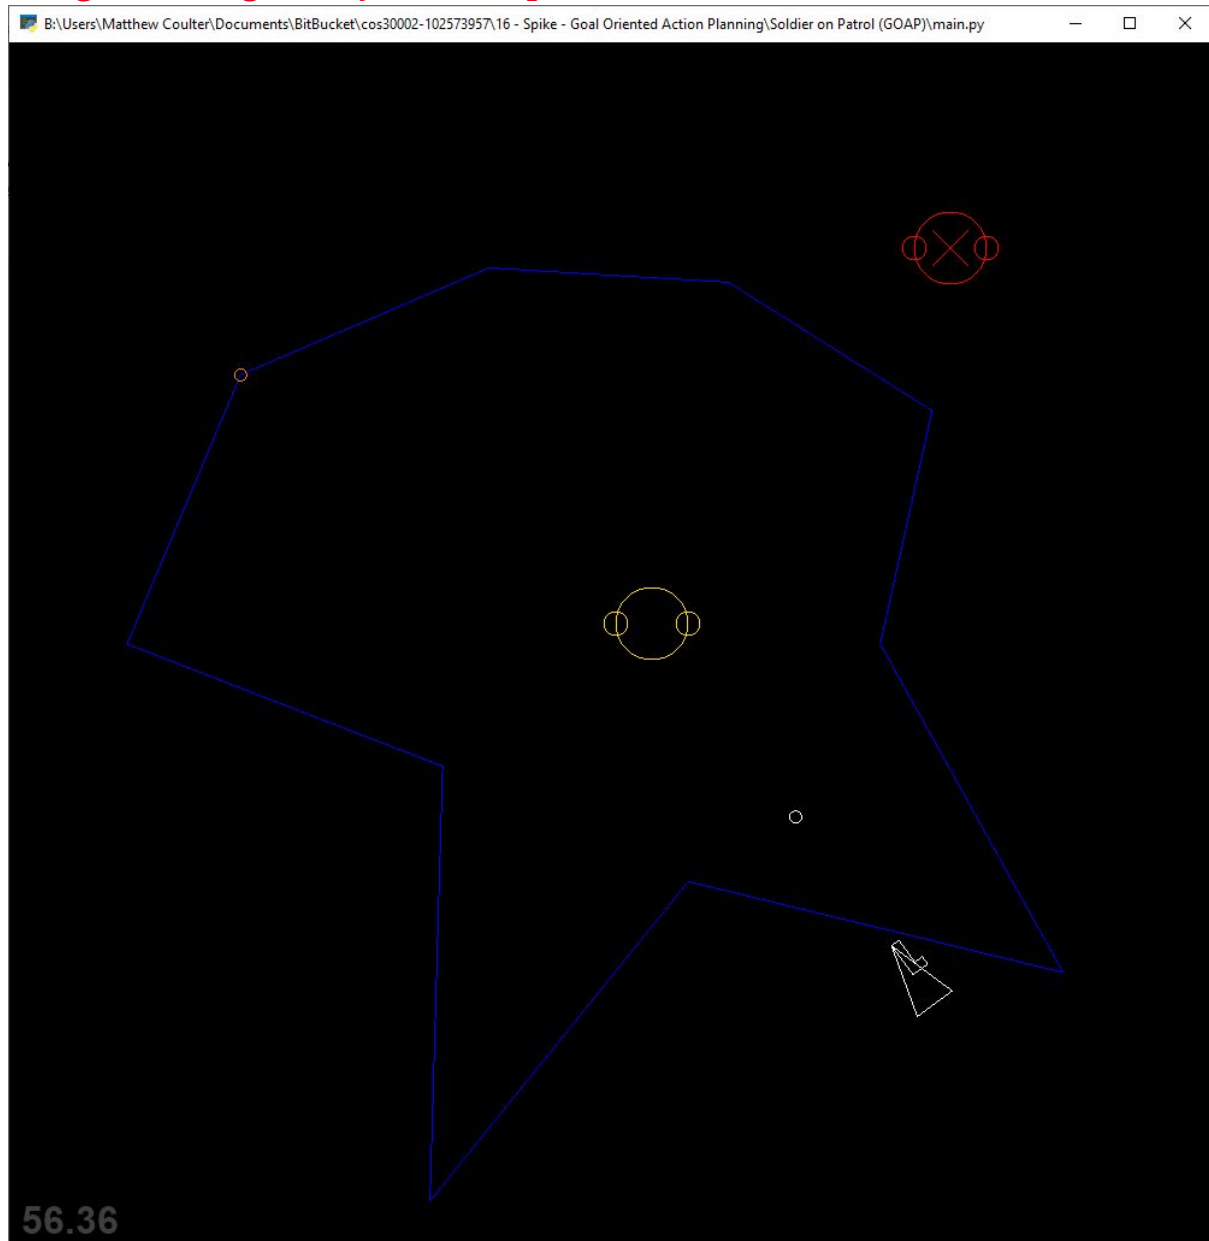 B:\Users\Matthew Coulter\Documents\BitBucket\cos30002-102573957\16 - Spike - Goal Oriented Action Planning\Soldier on Patrol (GOAP)\main.py
56.36